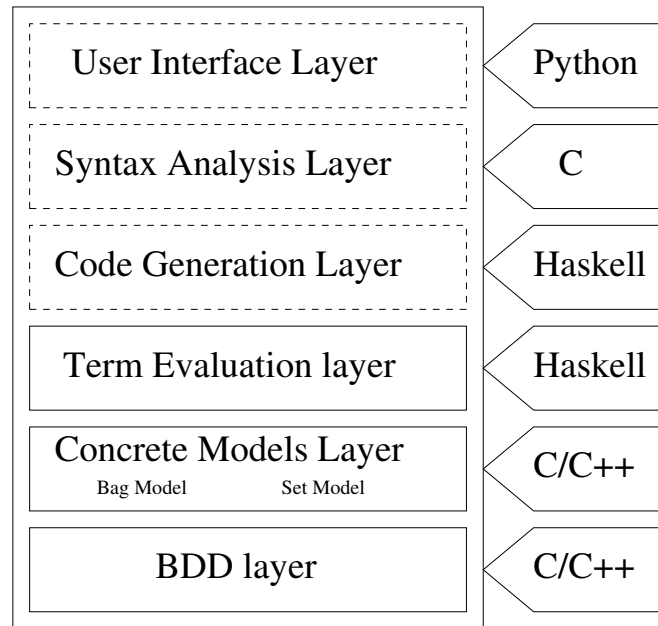 User Interface Layer
Python
Syntax Analysis Layer
C
Code Generation Layer
Haskell
Term Evaluation layer
Haskell
Concrete Models Layer
Bag Model
Set Model
C/C++
BDD layer
C/C++